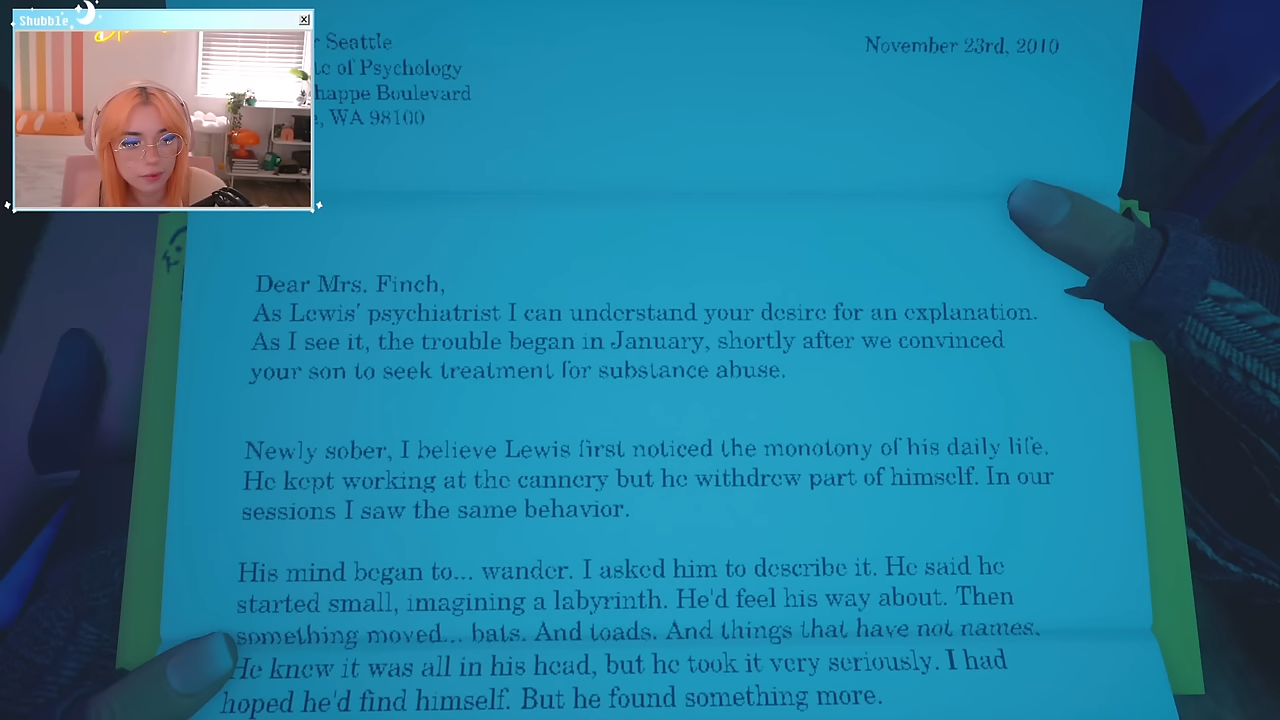 Shubble
Seattle
of Psychology
November 23rd, 2010
happe Boulevard
, WA 98100
Dear Mrs. Finch,
As Lewis' psychiatrist I can understand your desire for an explanation.
As I see it, the trouble began in January, shortly after we convinced
your son to seek treatment for substance abuse.
Newly sober, I believe Lewis first noticed the monotony of his daily life.
He kept working at the cannery but he withdrew part of himself. In our
sessions I saw the same behavior.
His mind began to... wander. I asked him to describe it. He said he
started small, imagining a labyrinth. He'd feel his way about. Then
something moved... bats. And toads. And things that have not names.
He knew it was all in his head, but he took it very seriously. I had
hoped he'd find himself. But he found something more.